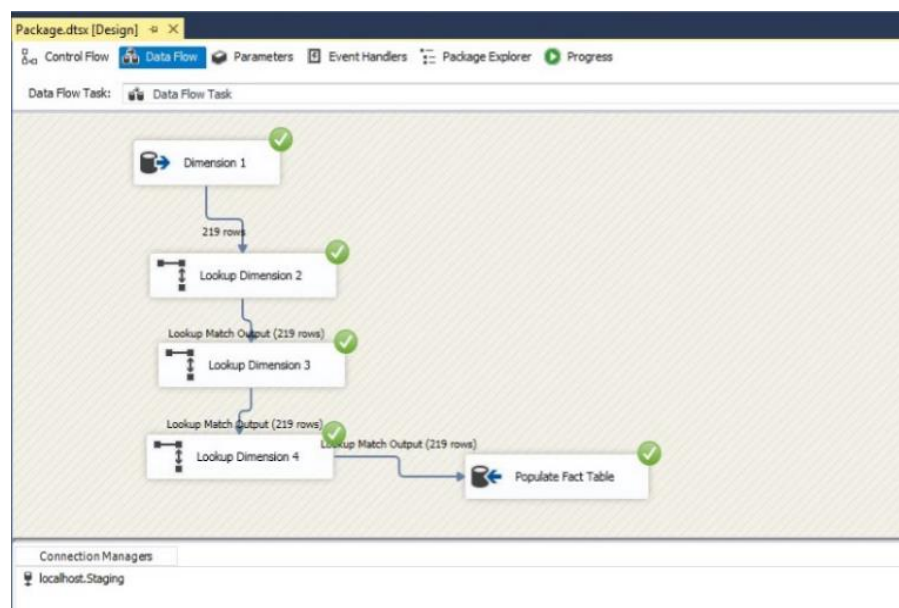 Package.dtsx [Design]
Control Flow Data Flow Parameters Event Handlers Package Explorer Progress
Data Flow Task: Data Flow Task
Dimension 1
219 rows
Lookup Dimension 2
Lookup Match Output (219 rows)
Lookup Dimension 3
Lookup Match Output (219 rows)
Lookup Match Output (219 rows)
Lookup Dimension 4
Populate Fact Table
Connection Managers
localhost.Staging